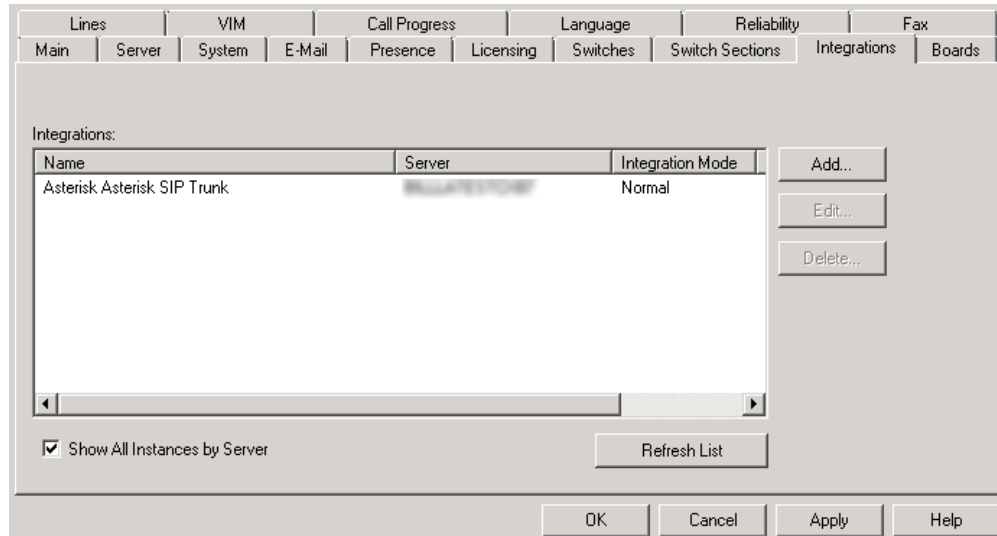 Lines VIM Call Progress Language Reliability Fax
Main Server System E-Mail Presence Licensing Switches Switch Sections Integrations Boards
Integrations:
Name Server Integration Mode
Asterisk Asterisk SIP Trunk Normal
Add...
Edit...
Delete...
Show All Instances by Server Refresh List
OK Cancel Apply Help